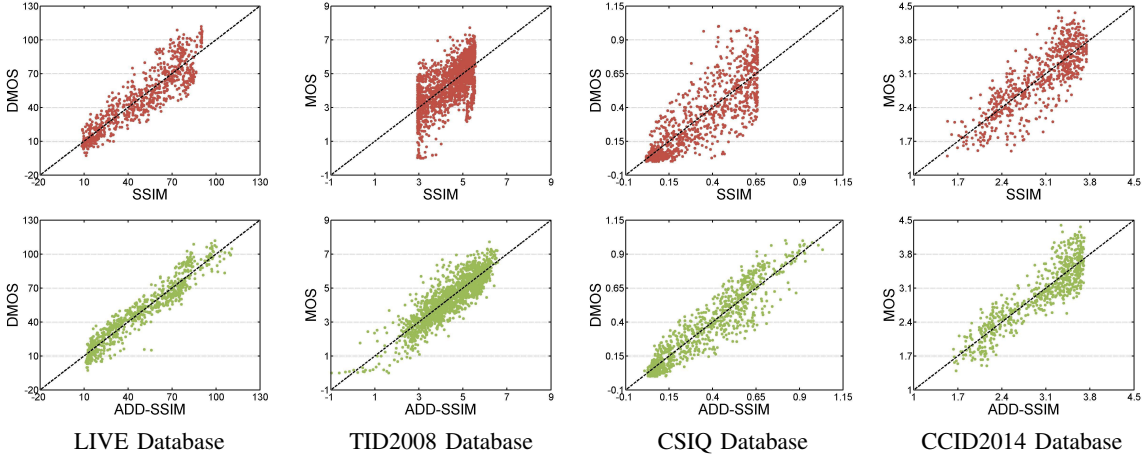 130
100
70
40
10
-20
DMOS
-20 10 40 70 100 130
SSIM
9
7
5
3
1
-1
MOS
-1 1 3 5 7 9
SSIM
1.15
0.9
0.65
0.4
0.15
-0.1
DMOS
-0.1 0.15 0.4 0.65 0.9 1.15
SSIM
4.5
3.8
3.1
2.4
1.7
1
MOS
1 1.7 2.4 3.1 3.8 4.5
SSIM
130
100
70
40
10
-20
DMOS
-20 10 40 70 100 130
ADD-SSIM
9
7
5
3
1
-1
MOS
-1 1 3 5 7 9
ADD-SSIM
1.15
0.9
0.65
0.4
0.15
-0.1
DMOS
-0.1 0.15 0.4 0.65 0.9 1.15
ADD-SSIM
4.5
3.8
3.1
2.4
1.7
1
MOS
1 1.7 2.4 3.1 3.8 4.5
ADD-SSIM
LIVE Database
TID2008 Database
CSIQ Database
CCID2014 Database